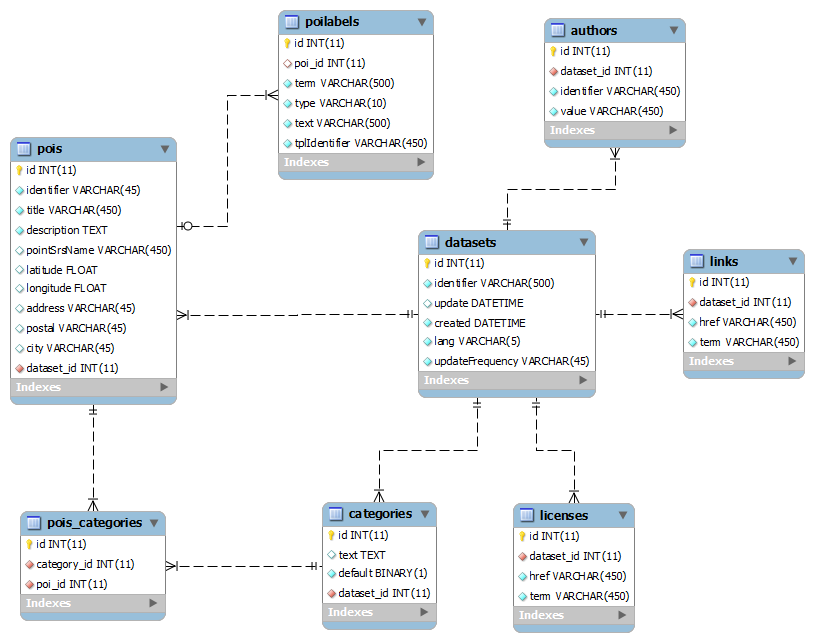 poilabels
id INT(11)
poi_id INT(11)
term VARCHAR(500)
type VARCHAR(10)
text VARCHAR(500)
tplIdentifier VARCHAR(450)
Indexes
authors
id INT(11)
dataset_id INT(11)
identifier VARCHAR(450)
value VARCHAR(450)
Indexes
pois
id INT(11)
identifier VARCHAR(45)
title VARCHAR(450)
description TEXT
pointSrsName VARCHAR(450)
latitude FLOAT
longitude FLOAT
address VARCHAR(45)
postal VARCHAR(45)
city VARCHAR(45)
dataset_id INT(11)
Indexes
datasets
id INT(11)
identifier VARCHAR(500)
update DATETIME
created DATETIME
lang VARCHAR(5)
updateFrequency VARCHAR(45)
Indexes
links
id INT(11)
dataset_id INT(11)
href VARCHAR(450)
term VARCHAR(450)
Indexes
pois_categories
id INT(11)
category_id INT(11)
poi_id INT(11)
Indexes
categories
id INT(11)
text TEXT
default BINARY(1)
dataset_id INT(11)
Indexes
licenses
id INT(11)
dataset_id INT(11)
href VARCHAR(450)
term VARCHAR(450)
Indexes